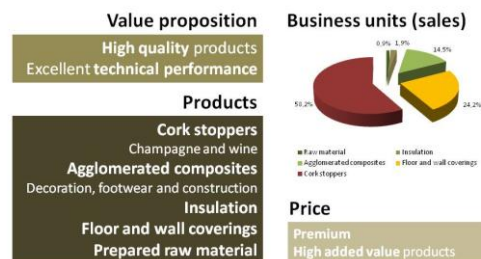 Value proposition
High quality products
Excellent technical performance
Products
Cork stoppers
Champagne and wine
Agglomerated composites
Decoration, footwear and construction
Insulation
Floor and wall coverings
Prepared raw material
Business units (sales)
0,9%
1,9%
14,5%
24,2%
58,2%
Raw material
Insulation
Agglomerated composites
Floor and wall coverings
Cork stoppers
Price
Premium
High added value products